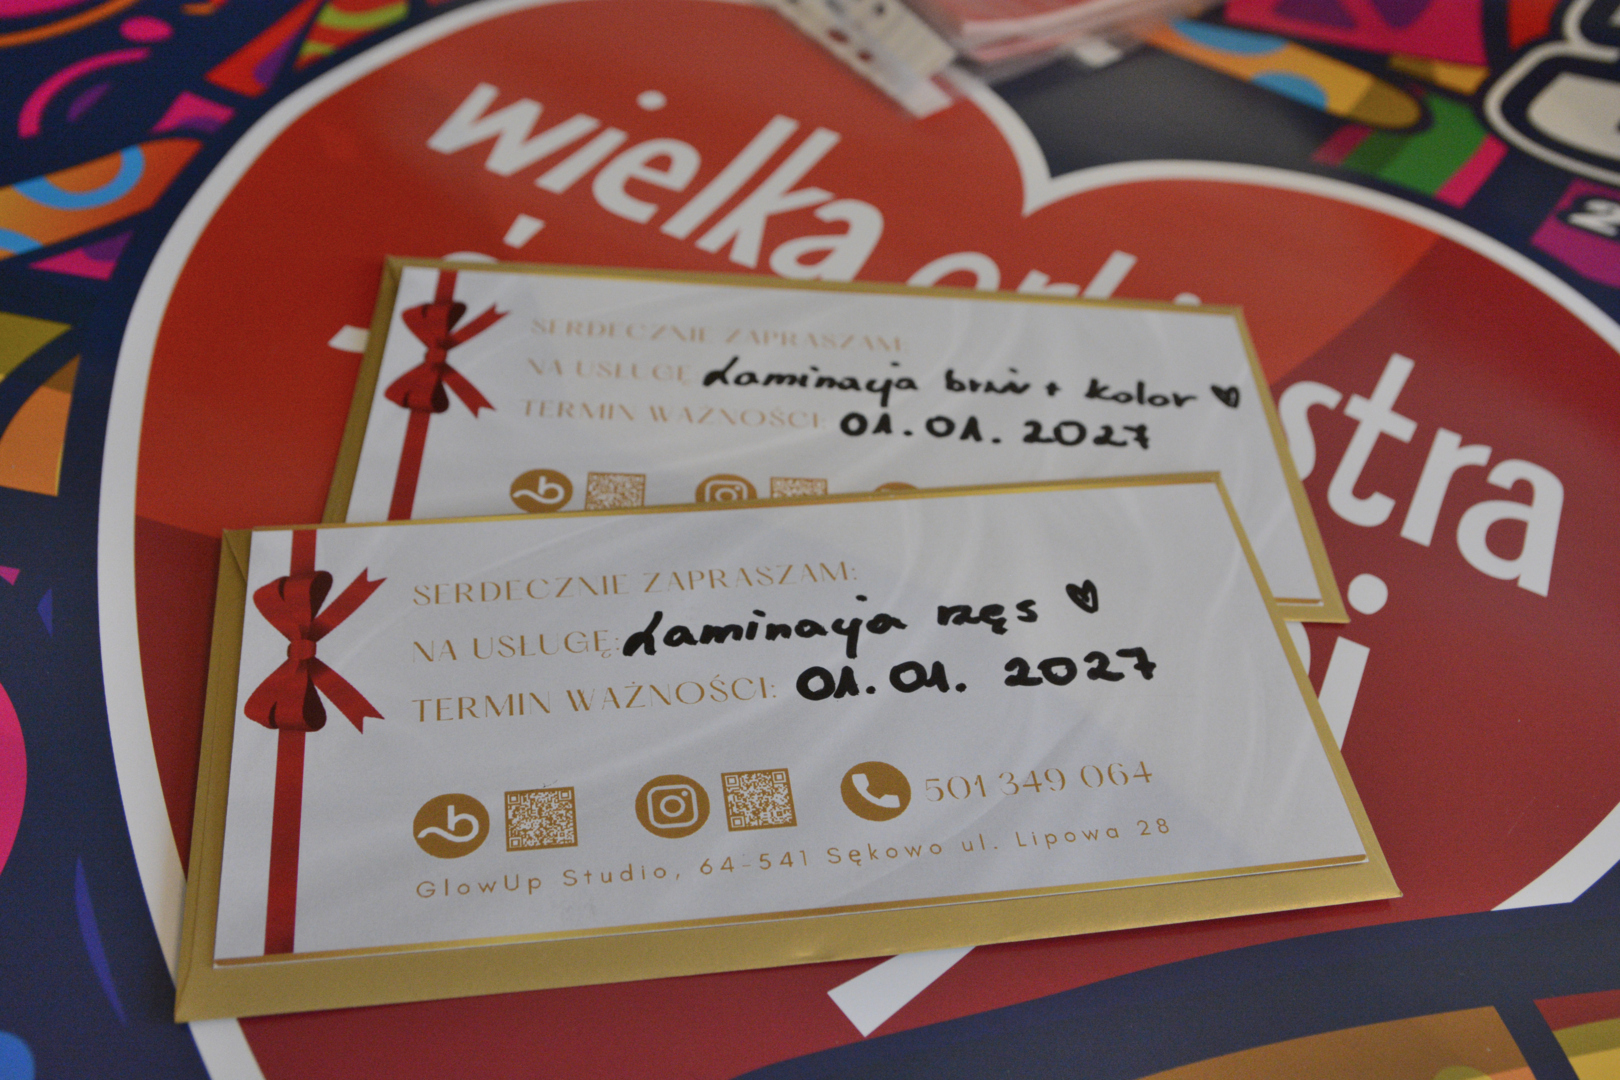 wielka
SERDECZNIE ZAPRASZAM:
NA USŁUGĘ Laminacja brwi + kolor ♥
TERMIN WAŻNOŚCI: 01.01.2027
SERDECZNIE ZAPRASZAM:
NA USŁUGĘ: Laminacja rzęs ♥
TERMIN WAŻNOŚCI: 01.01.2027
501 349 064
GlowUp Studio, 64-541 Sękowo ul. Lipowa 28